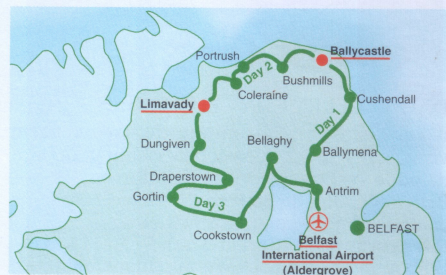 Portrush
Ballycastle
Day 2
Bushmills
Limavady
Coleraine
Cushendall
Day 1
Dungiven
Bellaghy
Ballymena
Draperstown
Antrim
Gortin
Day 3
Cookstown
Belfast
International Airport
(Aldergrove)
BELFAST